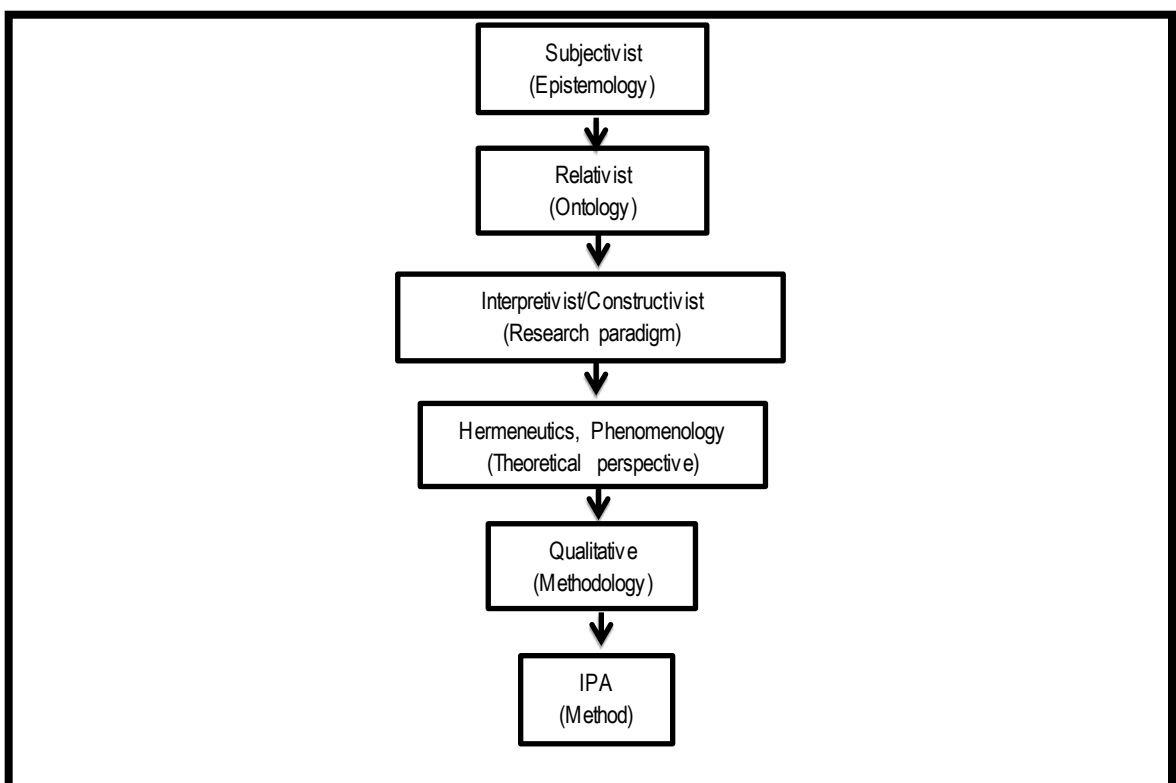 Subjectivist
(Epistemology)
Relativist
(Ontology)
Interpretivist/Constructivist
(Research paradigm)
Hermeneutics, Phenomenology
(Theoretical perspective)
Qualitative
(Methodology)
IPA
(Method)